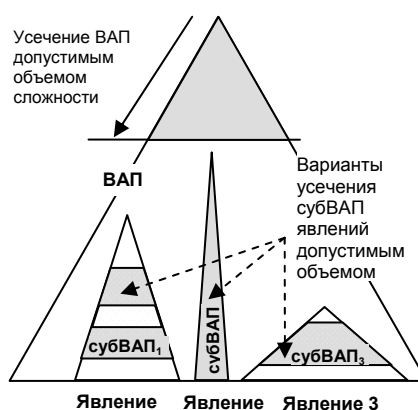 Усечение ВАП
допустимым
объемом
сложности
ВАП
Варианты
усечения
субВАП
явлений
допустимым
объемом
субВАП₁
субВАП
субВАП₃
Явление
Явление
Явление 3